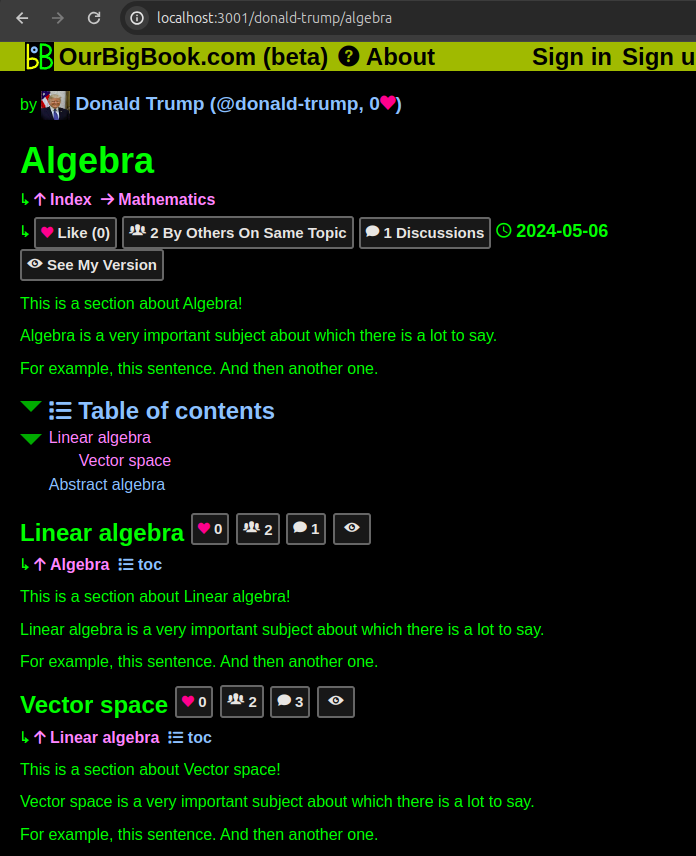 localhost:3001/donald-trump/algebra
OurBigBook.com (beta) ? About Sign in Sign u
by Donald Trump (@donald-trump, 0♥)
Algebra
↳ ↑ Index → Mathematics
↳ ♥ Like (0) 2 By Others On Same Topic 1 Discussions 2024-05-06
See My Version
This is a section about Algebra!
Algebra is a very important subject about which there is a lot to say.
For example, this sentence. And then another one.
Table of contents
Linear algebra
Vector space
Abstract algebra
Linear algebra ♥ 0 2 1
↳ ↑ Algebra toc
This is a section about Linear algebra!
Linear algebra is a very important subject about which there is a lot to say.
For example, this sentence. And then another one.
Vector space ♥ 0 2 3
↳ ↑ Linear algebra toc
This is a section about Vector space!
Vector space is a very important subject about which there is a lot to say.
For example, this sentence. And then another one.